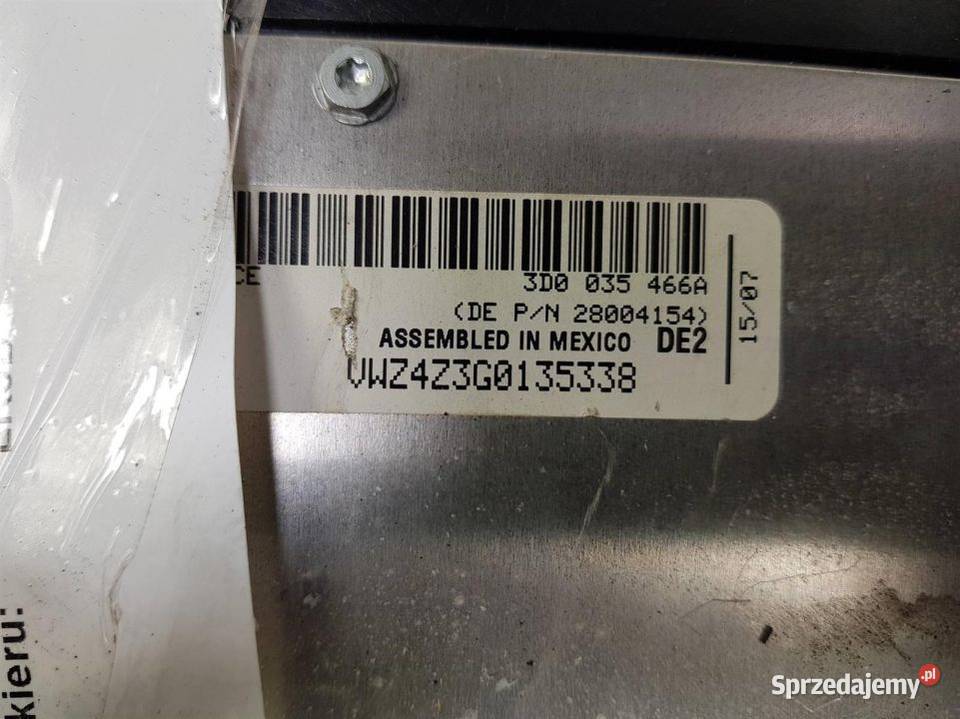 CE
3D0 035 466A
(DE P/N 28004154)
ASSEMBLED IN MEXICO DE2
VWZ4Z3G0135338
15/07
kieru:
Sprzedajemy.pl